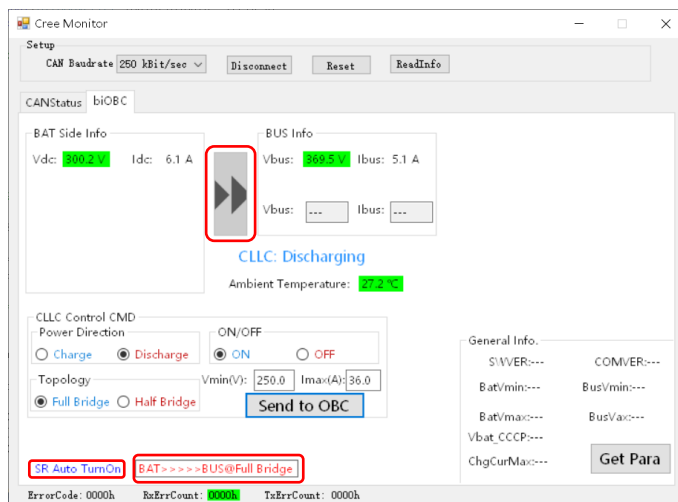 Cree Monitor
Setup
CAN Baudrate 250 kBit/sec Disconnect Reset ReadInfo
CANStatus biOBC
BAT Side Info
Vdc: 300.2 V Idc: 6.1 A
BUS Info
Vbus: 369.5 V Ibus: 5.1 A
Vbus: --- Ibus: ---
CLLC: Discharging
Ambient Temperature: 27.2 ℃
CLLC Control CMD
Power Direction
Charge Discharge
ON/OFF
ON OFF
Topology
Full Bridge Half Bridge
Vmin(V): 250.0 Imax(A): 36.0
Send to OBC
SR Auto TurnOn BAT>>>>>BUS@Full Bridge
General Info.
SWVER:--- COMVER:---
BatVmin:--- BusVmin:---
BatVmax:--- BusVax:---
Vbat_CCCP:---
ChgCurMax:--- Get Para
ErrorCode: 0000h RxErrCount: 0000h TxErrCount: 0000h